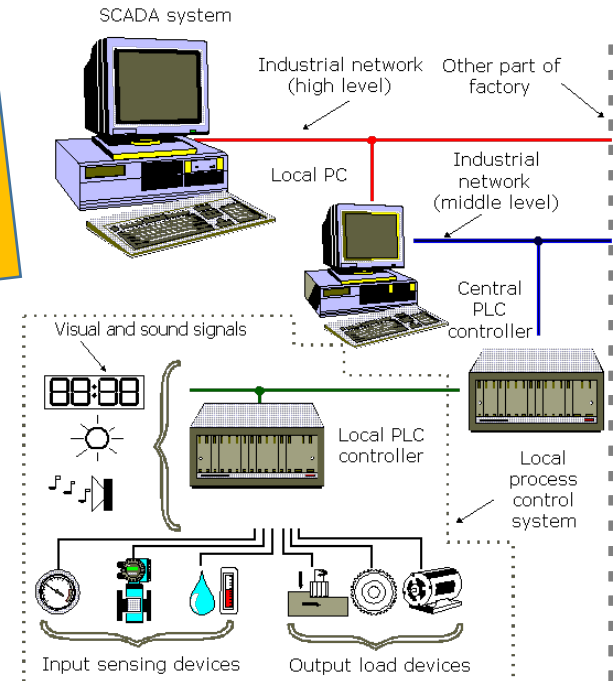 SCADA system
Industrial network
(high level)
Other part of
factory
Local PC
Industrial
network
(middle level)
Central
PLC
controller
Visual and sound signals
88:88
Local PLC
controller
Local
process
control
system
Input sensing devices
Output load devices